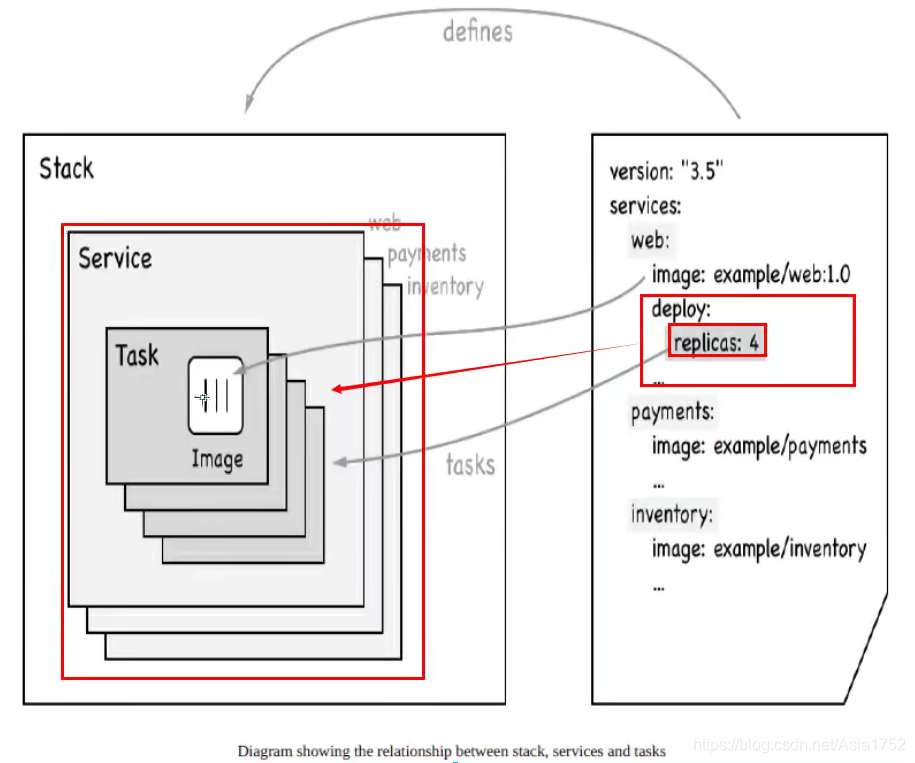 defines
Stack
web
payments
inventory
Service
Task
Image
tasks
version: "3.5"
services:
web:
image: example/web:1.0
deploy:
replicas: 4
...
payments:
image: example/payments
...
inventory:
image: example/inventory
...
Diagram showing the relationship between stack, services and tasks
https://blog.csdn.net/Asia1752